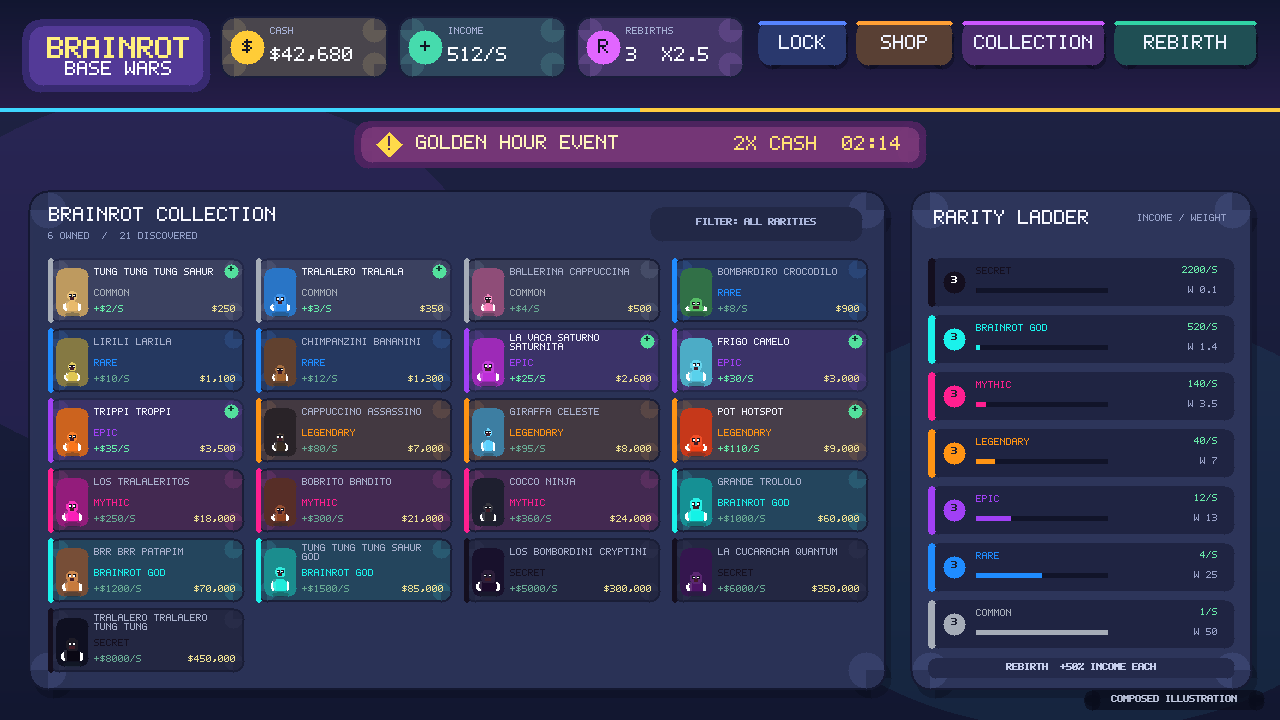 BRAINROT
BASE WARS
$
CASH
$42,680
+
INCOME
512/S
R
REBIRTHS
3 X2.5
LOCK
SHOP
COLLECTION
REBIRTH
!
GOLDEN HOUR EVENT
2X CASH 02:14
BRAINROT COLLECTION
6 OWNED / 21 DISCOVERED
FILTER: ALL RARITIES
TUNG TUNG TUNG SAHUR
+
COMMON
+$2/S
$250
TRALALERO TRALALA
+
COMMON
+$3/S
$350
BALLERINA CAPPUCCINA
COMMON
+$4/S
$500
BOMBARDIRO CROCODILO
RARE
+$8/S
$900
LIRILI LARILA
RARE
+$10/S
$1,100
CHIMPANZINI BANANINI
RARE
+$12/S
$1,300
LA VACA SATURNO
SATURNITA
+
EPIC
+$25/S
$2,600
FRIGO CAMELO
+
EPIC
+$30/S
$3,000
TRIPPI TROPPI
+
EPIC
+$35/S
$3,500
CAPPUCCINO ASSASSINO
LEGENDARY
+$80/S
$7,000
GIRAFFA CELESTE
LEGENDARY
+$95/S
$8,000
POT HOTSPOT
+
LEGENDARY
+$110/S
$9,000
LOS TRALALERITOS
MYTHIC
+$250/S
$18,000
BOBRITO BANDITO
MYTHIC
+$300/S
$21,000
COCCO NINJA
MYTHIC
+$360/S
$24,000
GRANDE TROLOLO
BRAINROT GOD
+$1000/S
$60,000
BRR BRR PATAPIM
BRAINROT GOD
+$1200/S
$70,000
TUNG TUNG TUNG SAHUR
GOD
BRAINROT GOD
+$1500/S
$85,000
LOS BOMBORDINI CRYPTINI
SECRET
+$5000/S
$300,000
LA CUCARACHA QUANTUM
SECRET
+$6000/S
$350,000
TRALALERO TRALALERO
TUNG TUNG
SECRET
+$8000/S
$450,000
RARITY LADDER
INCOME / WEIGHT
3
SECRET
2200/S
W 0.1
3
BRAINROT GOD
520/S
W 1.4
3
MYTHIC
140/S
W 3.5
3
LEGENDARY
40/S
W 7
3
EPIC
12/S
W 13
3
RARE
4/S
W 25
3
COMMON
1/S
W 50
REBIRTH +50% INCOME EACH
COMPOSED ILLUSTRATION